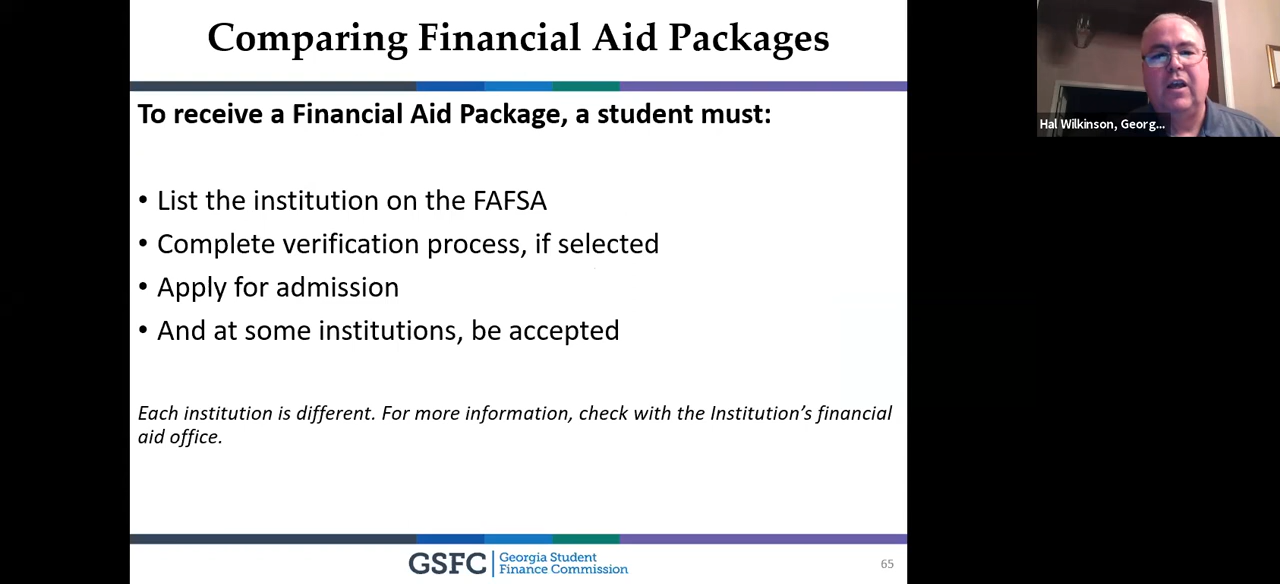 Comparing Financial Aid Packages
To receive a Financial Aid Package, a student must:
• List the institution on the FAFSA
• Complete verification process, if selected
• Apply for admission
• And at some institutions, be accepted
Each institution is different. For more information, check with the Institution’s financial
aid office.
GSFC
Georgia Student
Finance Commission
65
Hal Wilkinson, Georg...